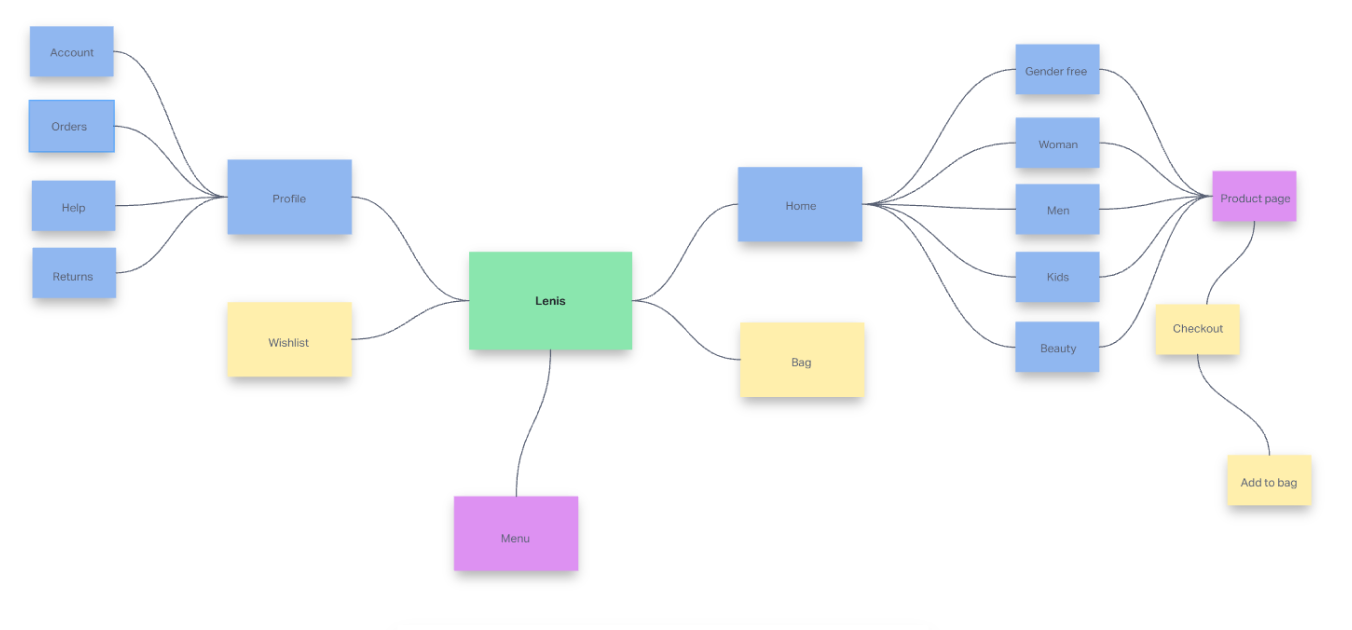 Account
Orders
Help
Returns
Profile
Wishlist
Lenis
Menu
Home
Bag
Gender free
Woman
Men
Kids
Beauty
Product page
Checkout
Add to bag